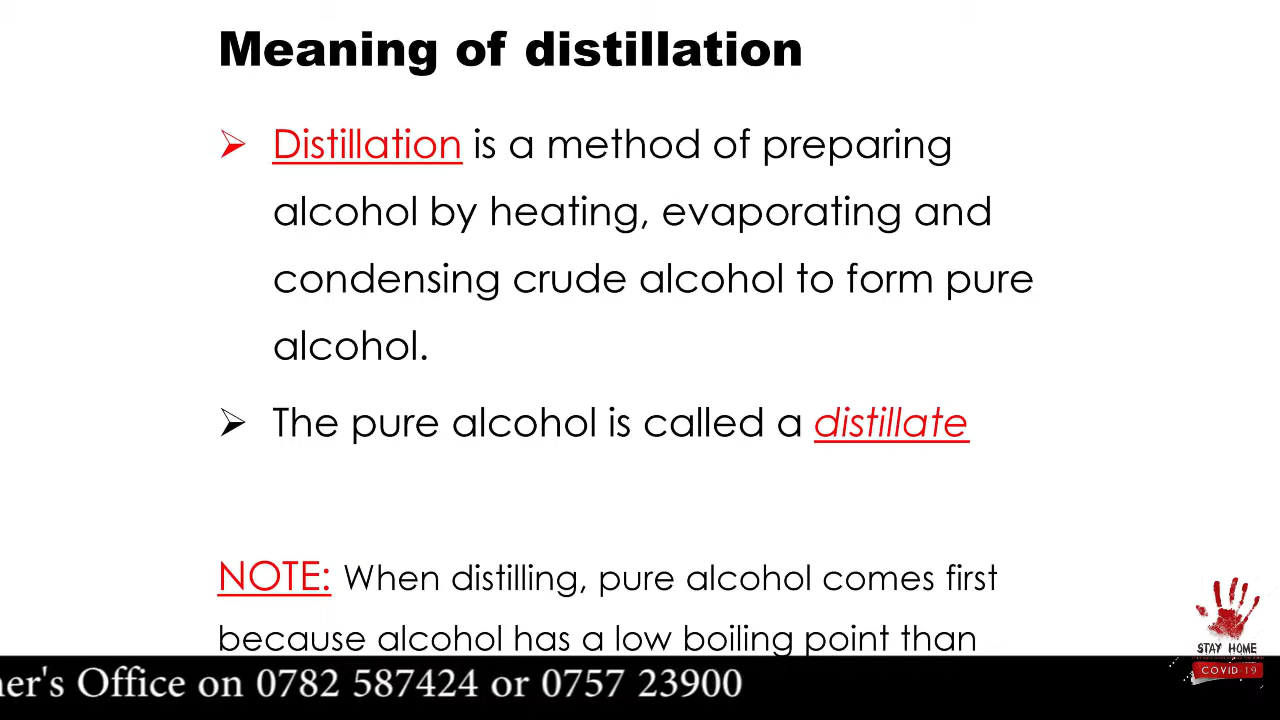 Meaning of distillation
Distillation is a method of preparing
alcohol by heating, evaporating and
condensing crude alcohol to form pure
alcohol.
The pure alcohol is called a distillate
NOTE: When distilling, pure alcohol comes first
because alcohol has a low boiling point than
STAY HOME
COVID-19
ner's Office on 0782 587424 or 0757 23900